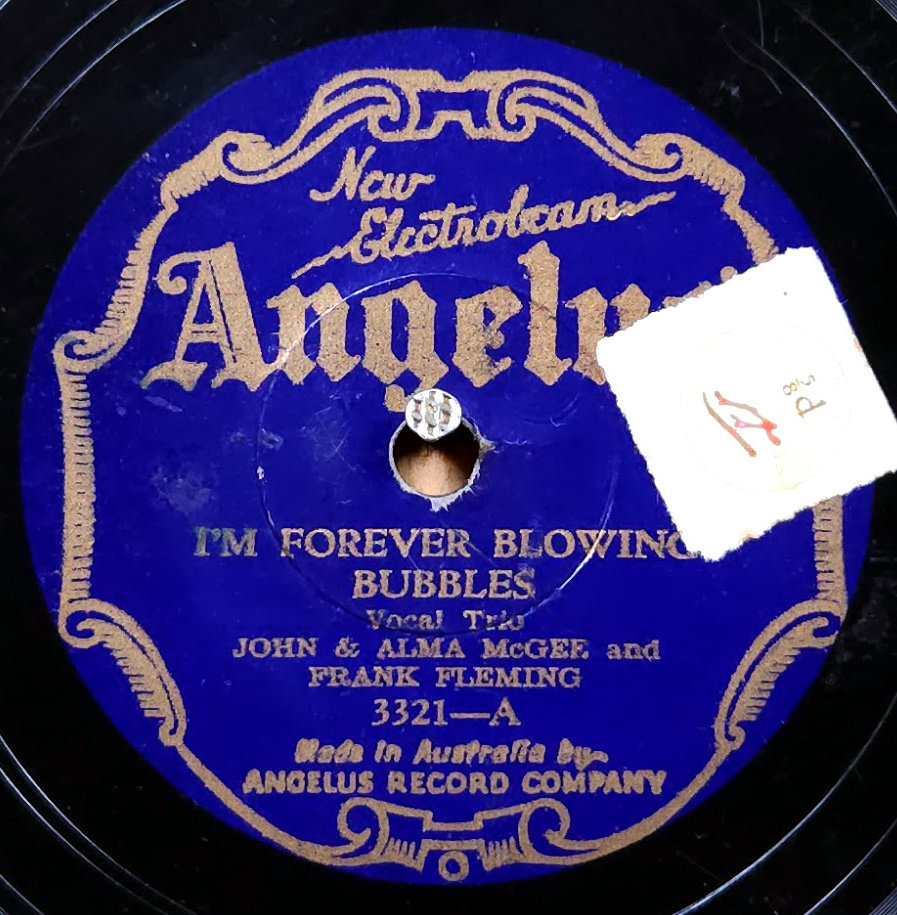 New
Electrobeam
Angelus
I'M FOREVER BLOWING
BUBBLES
Vocal Trio
JOHN & ALMA McGEE and
FRANK FLEMING
3321—A
Made in Australia by
ANGELUS RECORD COMPANY